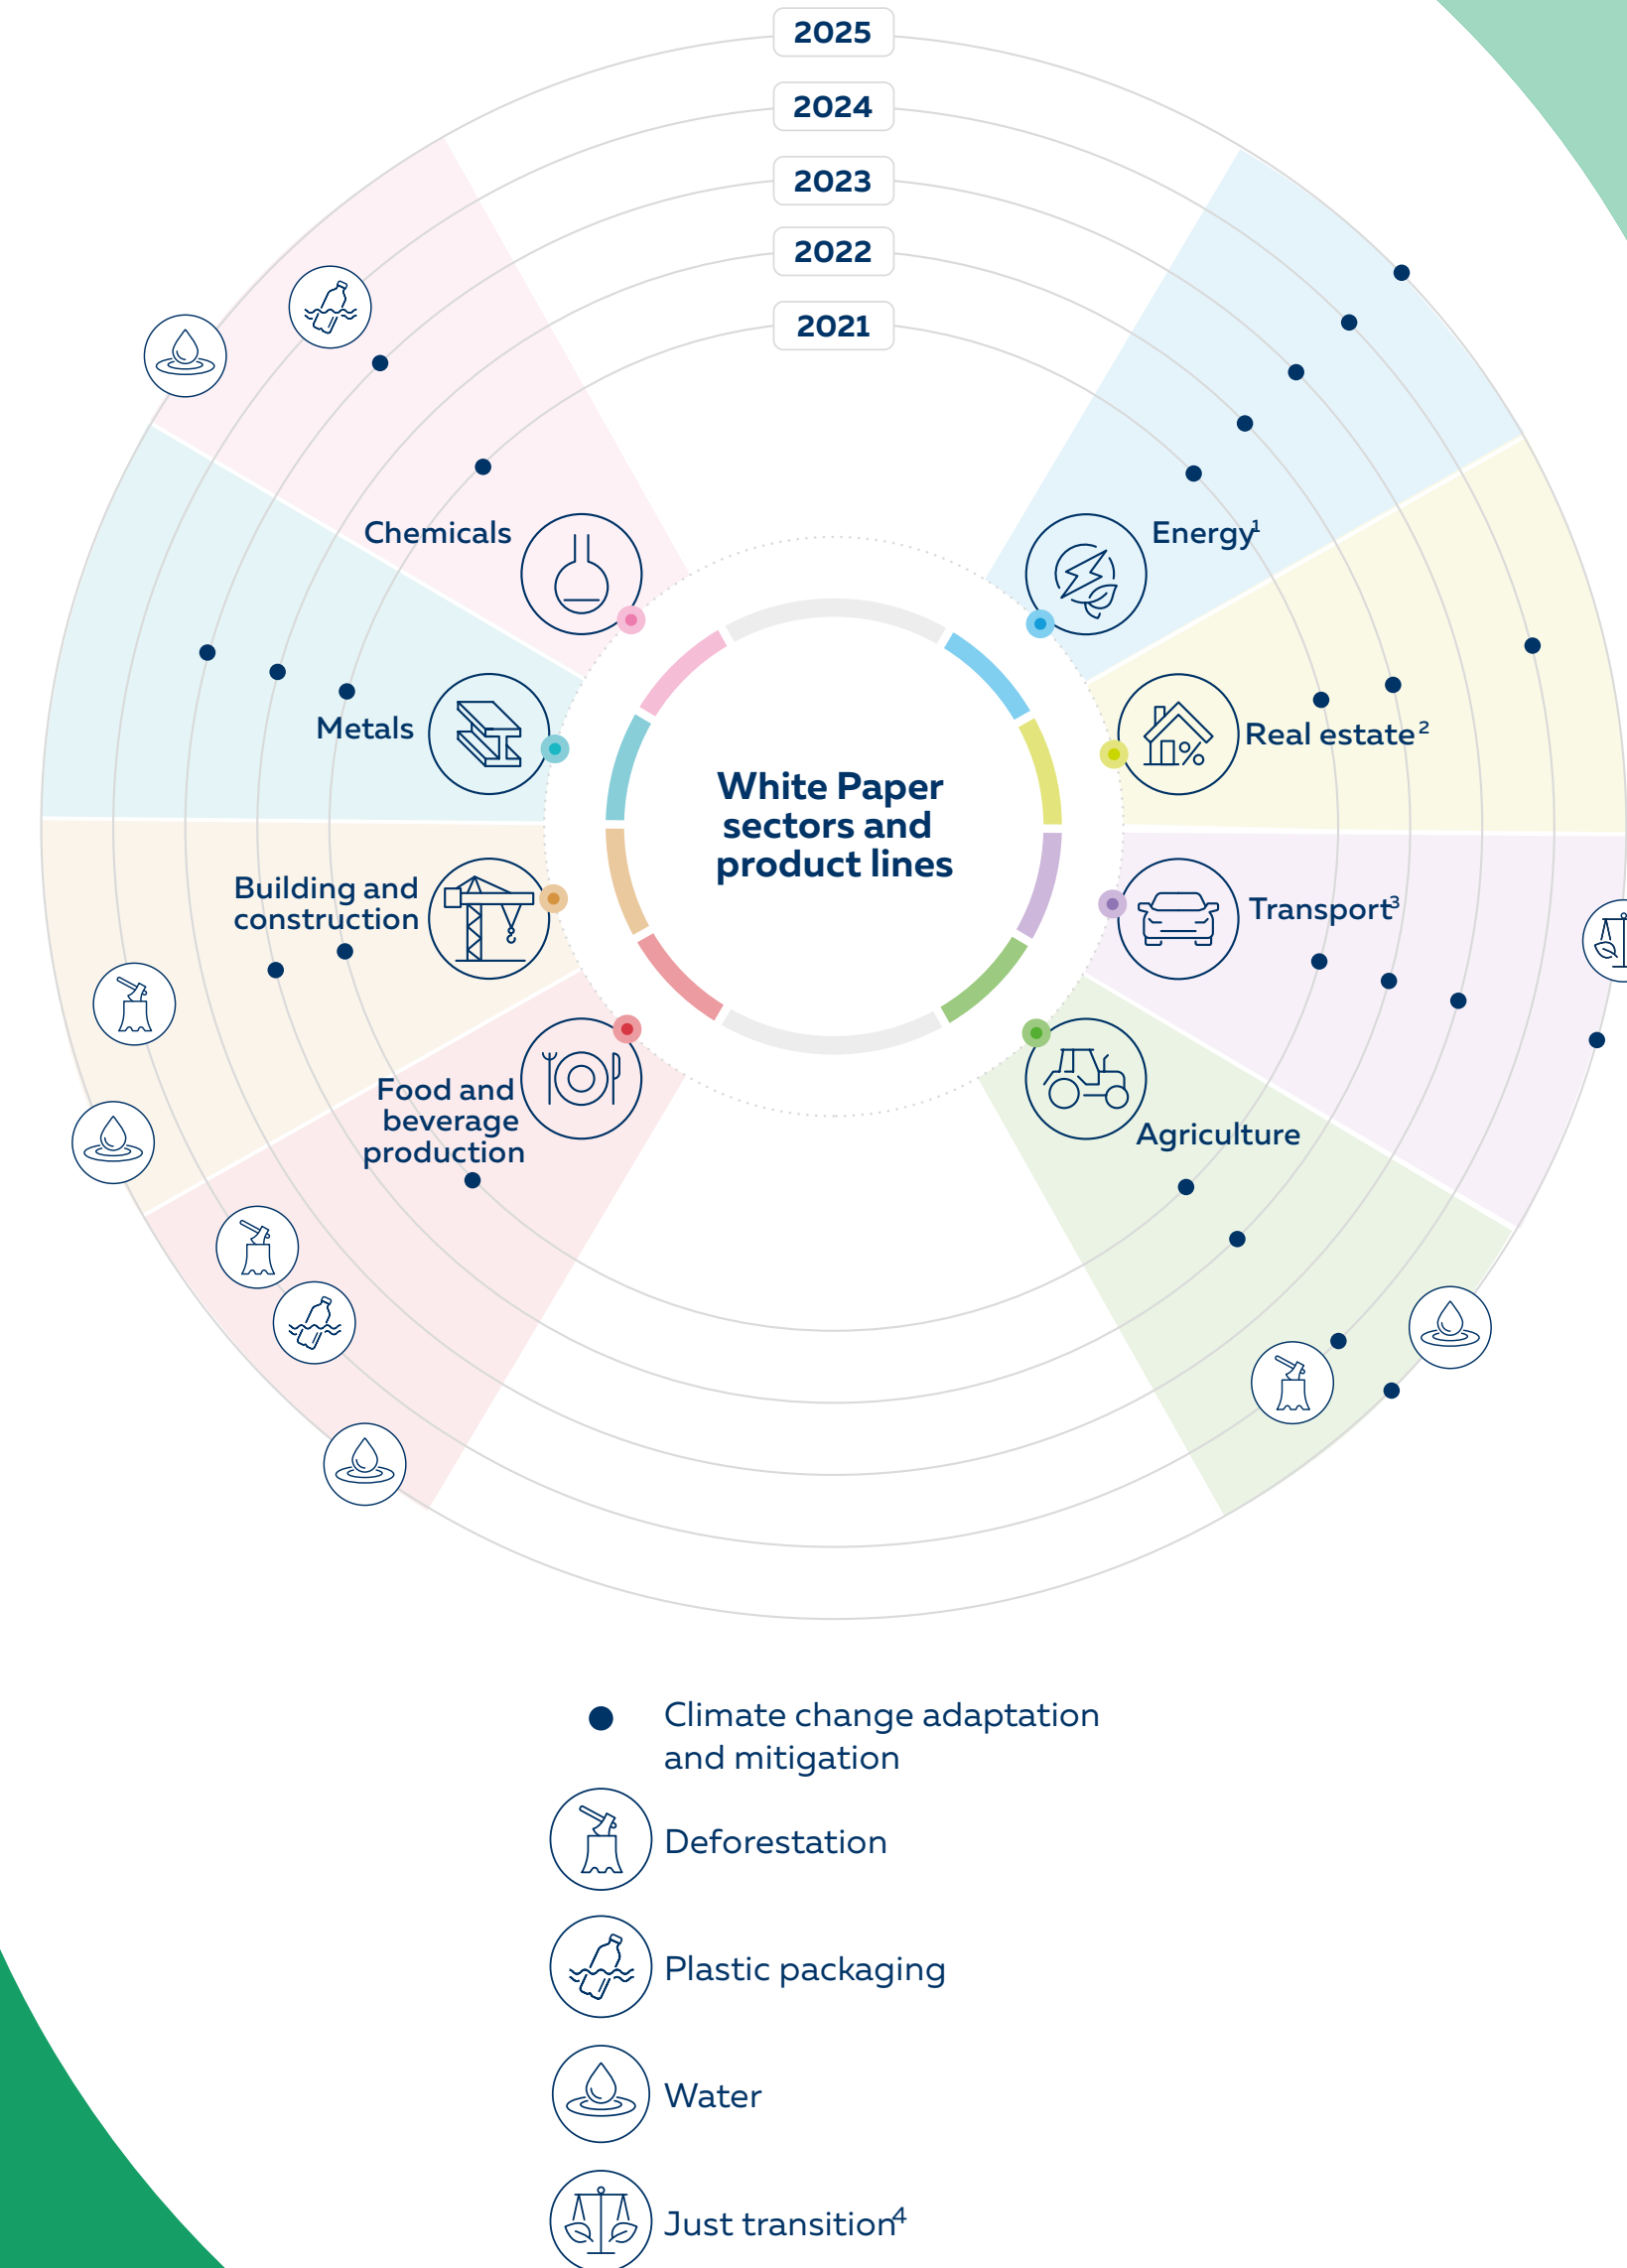 2025
2024
2023
2022
2021
Chemicals
Energy1
Metals
Real estate2
White Paper
sectors and
product lines
Building and
construction
Transport3
Food and
beverage
production
Agriculture
Climate change adaptation
and mitigation
Deforestation
Plastic packaging
Water
Just transition4